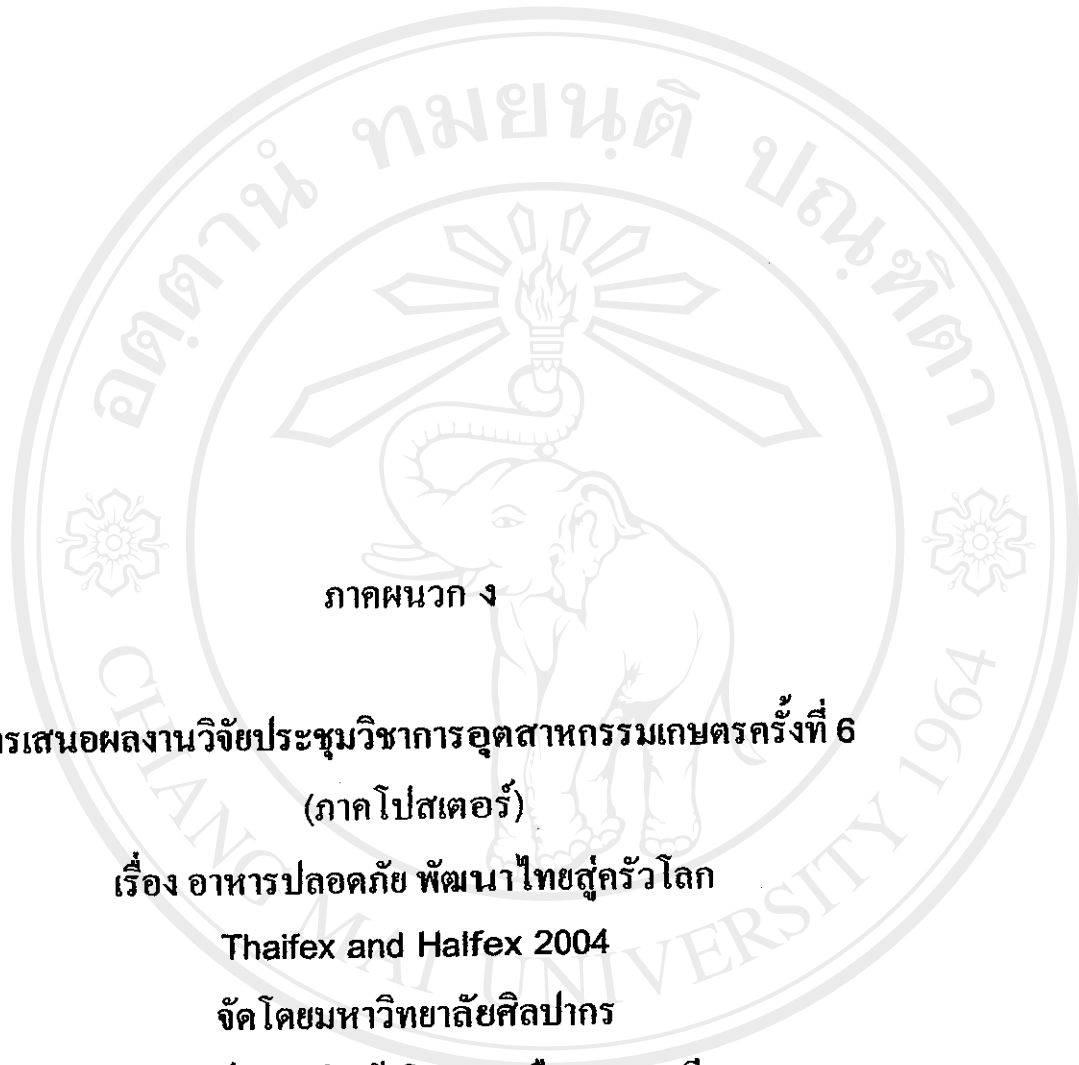 อตฺตานํ ทมยนฺติ ปณฺฑิตา
ภาคผนวก ง
รเสนอผลงานวิจัยประชุมวิชาการอุตสาหกรรมเกษตรครั้งที่ 6
(ภาคโปสเตอร์)
เรื่อง อาหารปลอดภัย พัฒนาไทยสู่ครัวโลก
Thaifex and Halfex 2004
จัดโดยมหาวิทยาลัยศิลปากร
CHIANG MAI UNIVERSITY 1964